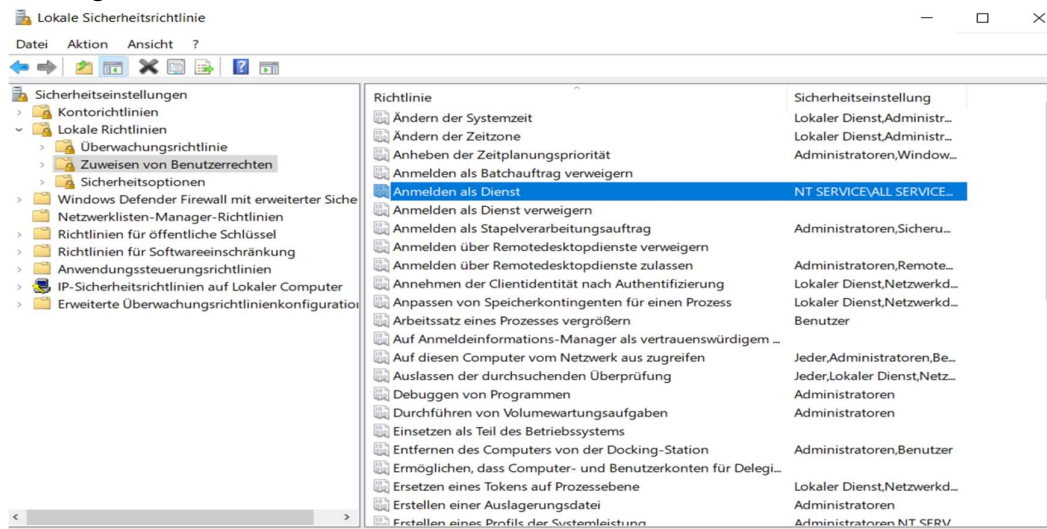 Lokale Sicherheitsrichtlinie
Datei Aktion Ansicht ?
Sicherheitseinstellungen
Kontorichtlinien
Lokale Richtlinien
Überwachungsrichtlinie
Zuweisen von Benutzerrechten
Sicherheitsoptionen
Windows Defender Firewall mit erweiterter Siche
Netzwerklisten-Manager-Richtlinien
Richtlinien für öffentliche Schlüssel
Richtlinien für Softwareeinschränkung
Anwendungssteuerungsrichtlinien
IP-Sicherheitsrichtlinien auf Lokaler Computer
Erweiterte Überwachungsrichtlinienkonfiguration
Richtlinie Sicherheitseinstellung
Ändern der Systemzeit Lokaler Dienst,Administr...
Ändern der Zeitzone Lokaler Dienst,Administr...
Anheben der Zeitplanungspriorität Administratoren,Window...
Anmelden als Batchauftrag verweigern
Anmelden als Dienst NT SERVICE\ALL SERVICE...
Anmelden als Dienst verweigern
Anmelden als Stapelverarbeitungsauftrag Administratoren,Sicheru...
Anmelden über Remotedesktopdienste verweigern
Anmelden über Remotedesktopdienste zulassen Administratoren,Remote...
Annehmen der Clientidentität nach Authentifizierung Lokaler Dienst,Netzwerkd...
Anpassen von Speicherkontingenten für einen Prozess Lokaler Dienst,Netzwerkd...
Arbeitssatz eines Prozesses vergrößern Benutzer
Auf Anmeldeinformations-Manager als vertrauenswürdigem ...
Auf diesen Computer vom Netzwerk aus zugreifen Jeder,Administratoren,Be...
Auslassen der durchsuchenden Überprüfung Jeder,Lokaler Dienst,Netz...
Debuggen von Programmen Administratoren
Durchführen von Volumewartungsaufgaben Administratoren
Einsetzen als Teil des Betriebssystems
Entfernen des Computers von der Docking-Station Administratoren,Benutzer
Ermöglichen, dass Computer- und Benutzerkonten für Delegi...
Ersetzen eines Tokens auf Prozessebene Lokaler Dienst,Netzwerkd...
Erstellen einer Auslagerungsdatei Administratoren
Erstellen eines Profils der Systemleistung Administratoren,NT SERV